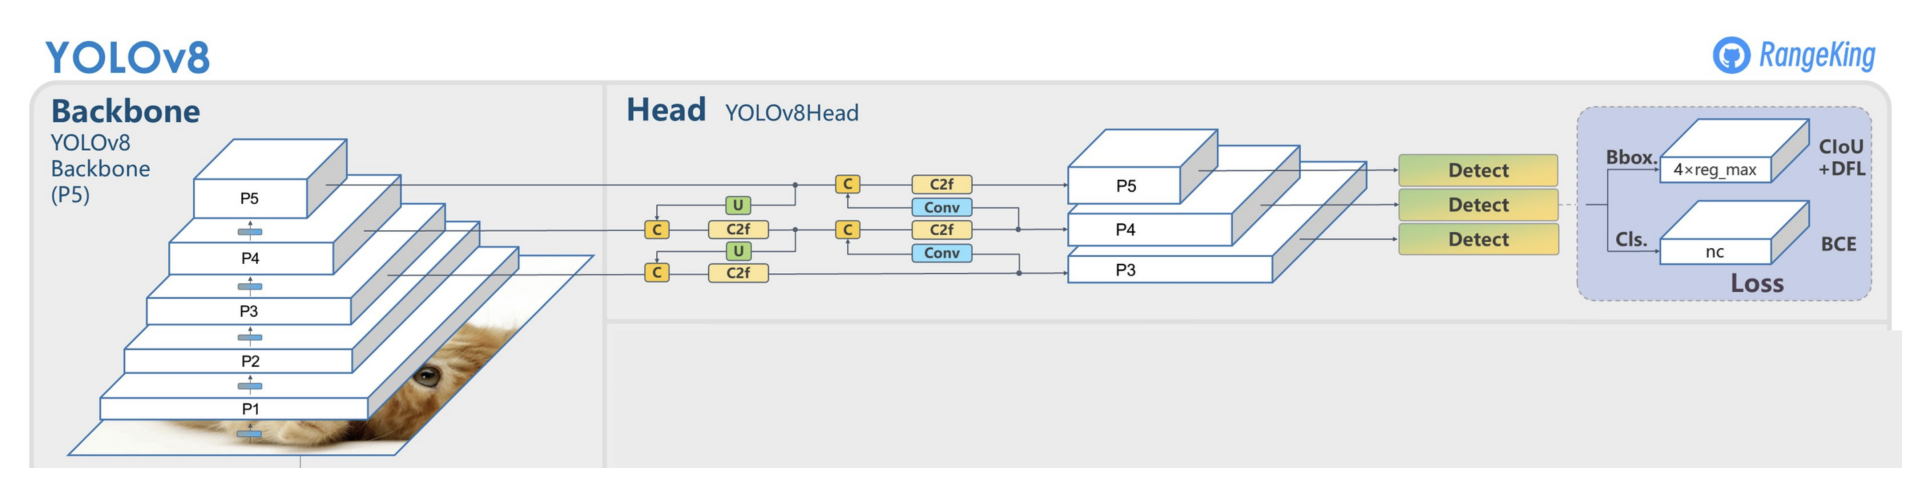 YOLOv8
RangeKing
Backbone
YOLOv8
Backbone
(P5)
P5
P4
P3
P2
P1
Head YOLOv8Head
C
C2f
U
Conv
C
C2f
C
C2f
U
Conv
C
C2f
P5
P4
P3
Detect
Detect
Detect
Bbox.
4×reg_max
CIoU
+DFL
Cls.
nc
BCE
Loss